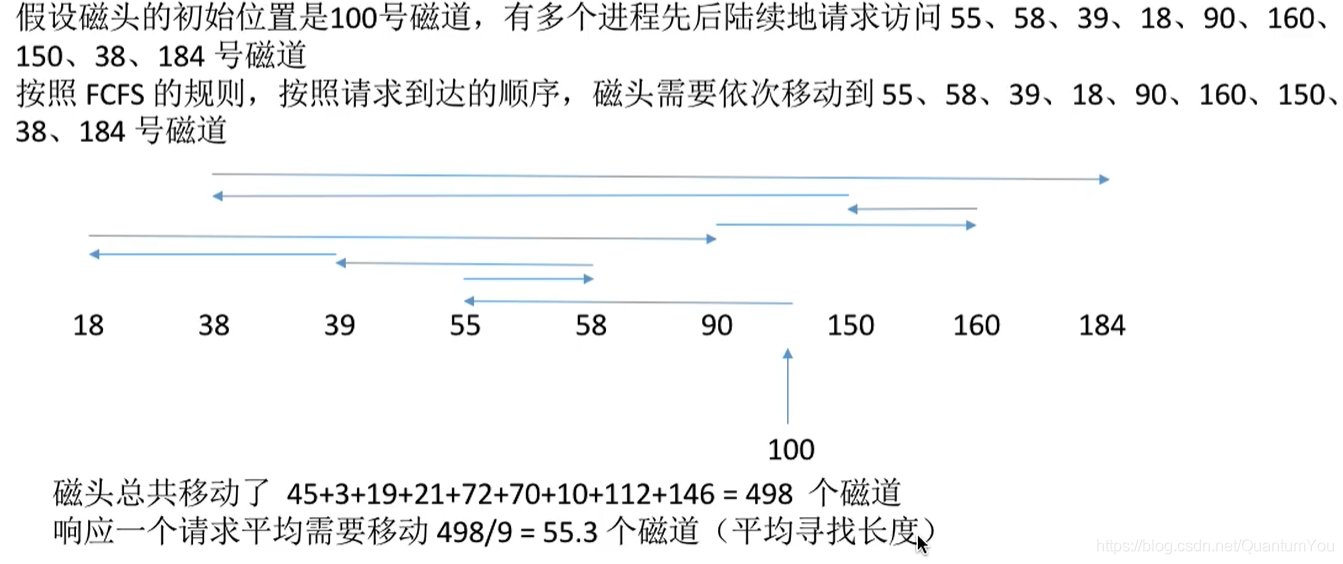 假设磁头的初始位置是100号磁道，有多个进程先后陆续地请求访问 55、58、39、18、90、160、
150、38、184 号磁道
按照 FCFS 的规则，按照请求到达的顺序，磁头需要依次移动到 55、58、39、18、90、160、150、
38、184 号磁道
18 38 39 55 58 90 150 160 184
100
磁头总共移动了 45+3+19+21+72+70+10+112+146 = 498 个磁道
响应一个请求平均需要移动 498/9 = 55.3 个磁道（平均寻找长度）
https://blog.csdn.net/QuantumYou